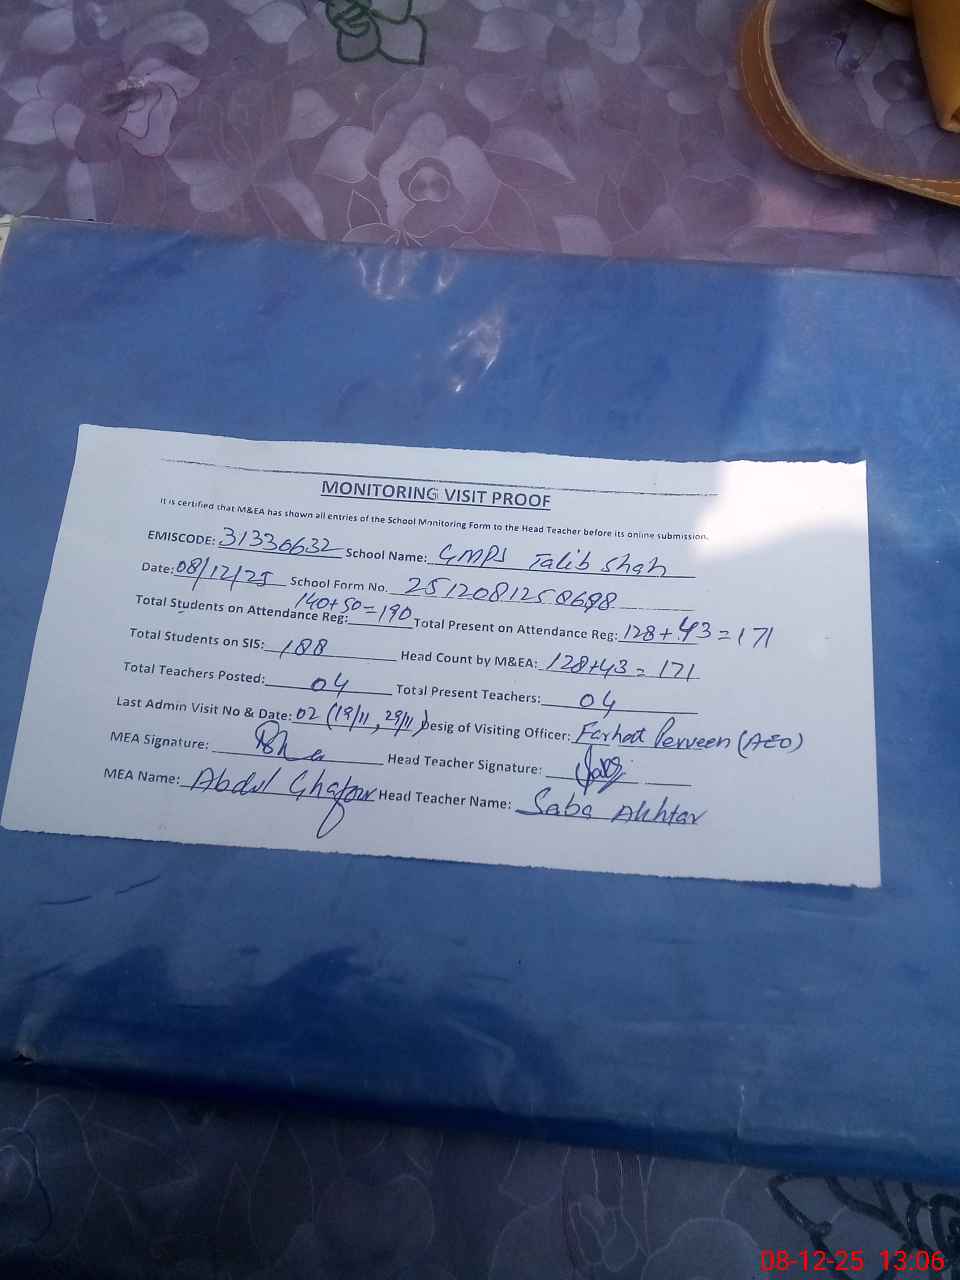 MONITORING VISIT PROOF
It is certified that M&EA has shown all entries of the School Monitoring Form to the Head Teacher before its online submission.
EMISCODE: 31330632 School Name: GMPS Talib Shah
Date: 08/12/25 School Form No. 2512081250698
140+50=190
Total Students on Attendance Reg: Total Present on Attendance Reg: 128+43=171
Total Students on SIS: 188 Head Count by M&EA: 128+43=171
Total Teachers Posted: 04 Total Present Teachers: 04
Last Admin Visit No & Date: 02 (19/11, 29/11) Desig of Visiting Officer: Farhat Perveen (AEO)
MEA Signature: Head Teacher Signature:
MEA Name: Abdul Ghafour Head Teacher Name: Saba Akhtar
08-12-25 13:06